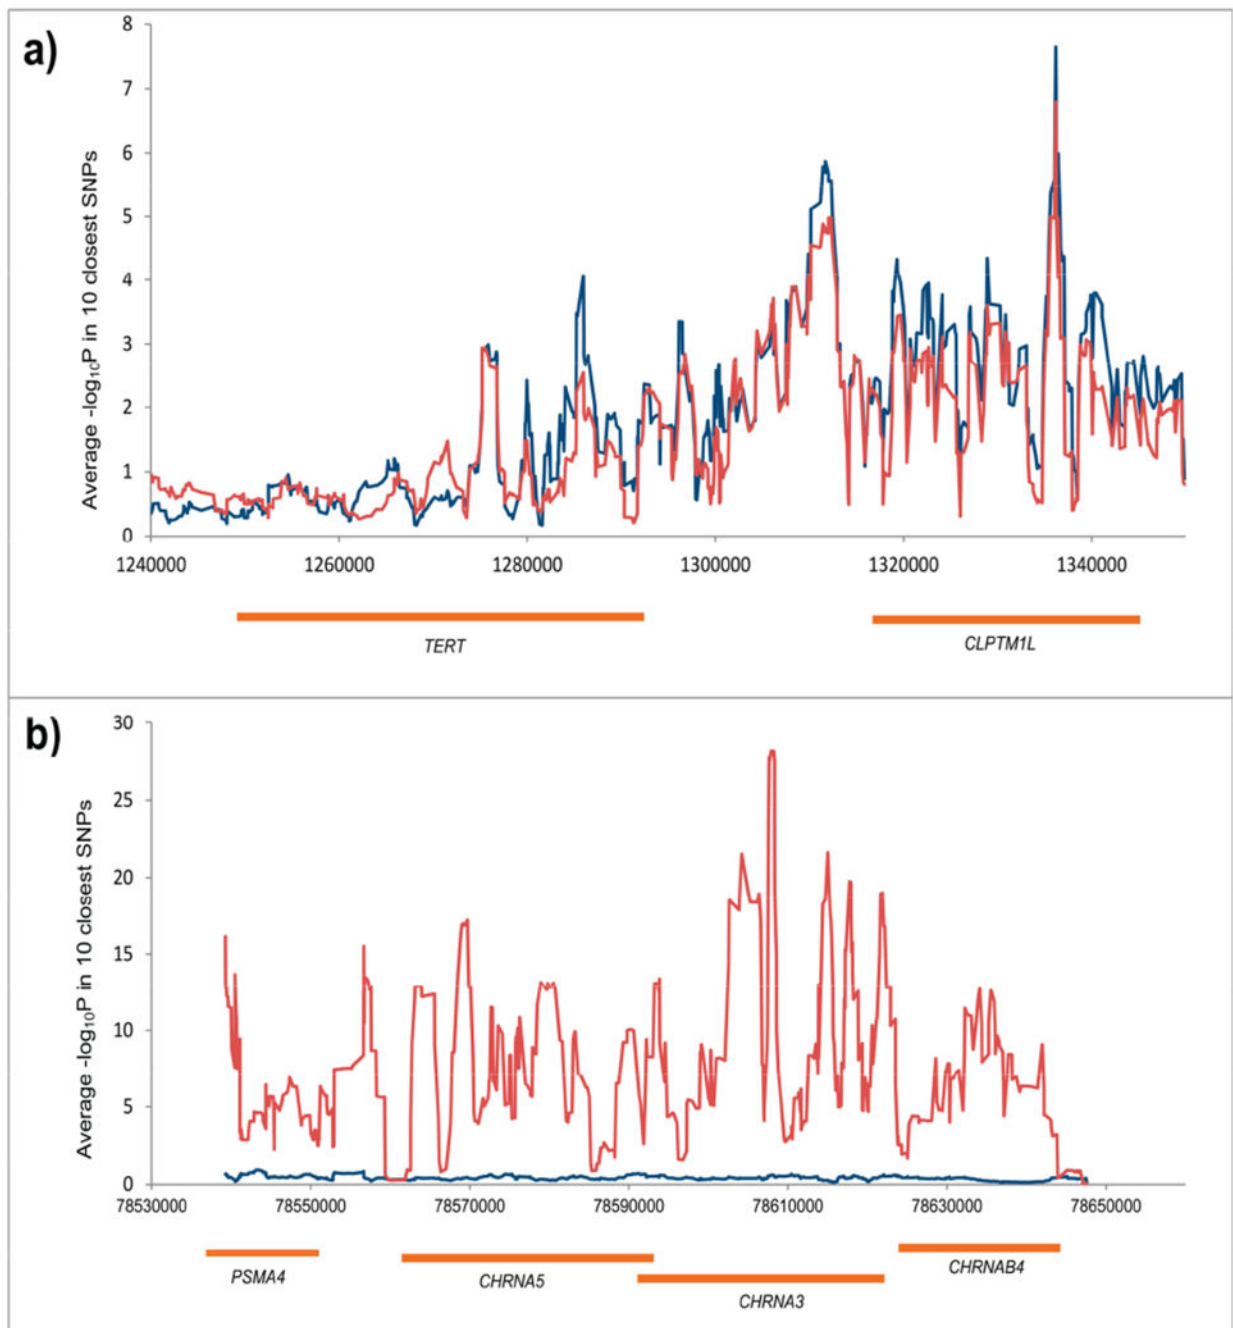 a)
Average -log₁₀P in 10 closest SNPs
8
7
6
5
4
3
2
1
0
1240000 1260000 1280000 1300000 1320000 1340000
TERT CLPTM1L
b)
Average -log₁₀P in 10 closest SNPs
30
25
20
15
10
5
0
78530000 78550000 78570000 78590000 78610000 78630000 78650000
PSMA4 CHRNA5 CHRNAB4
CHRNA3